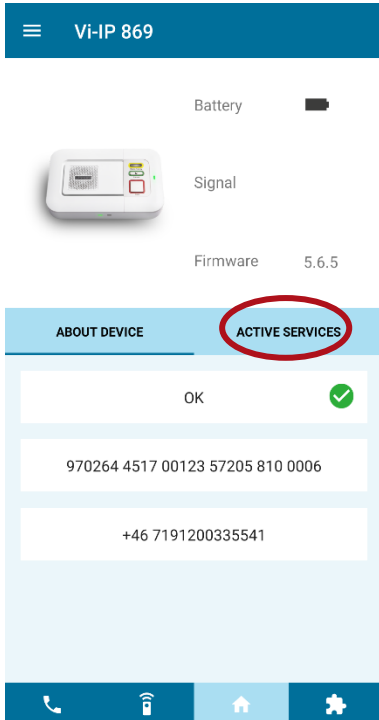 Vi-IP 869
Battery
Signal
Firmware 5.6.5
ABOUT DEVICE ACTIVE SERVICES
OK
970264 4517 00123 57205 810 0006
+46 7191200335541